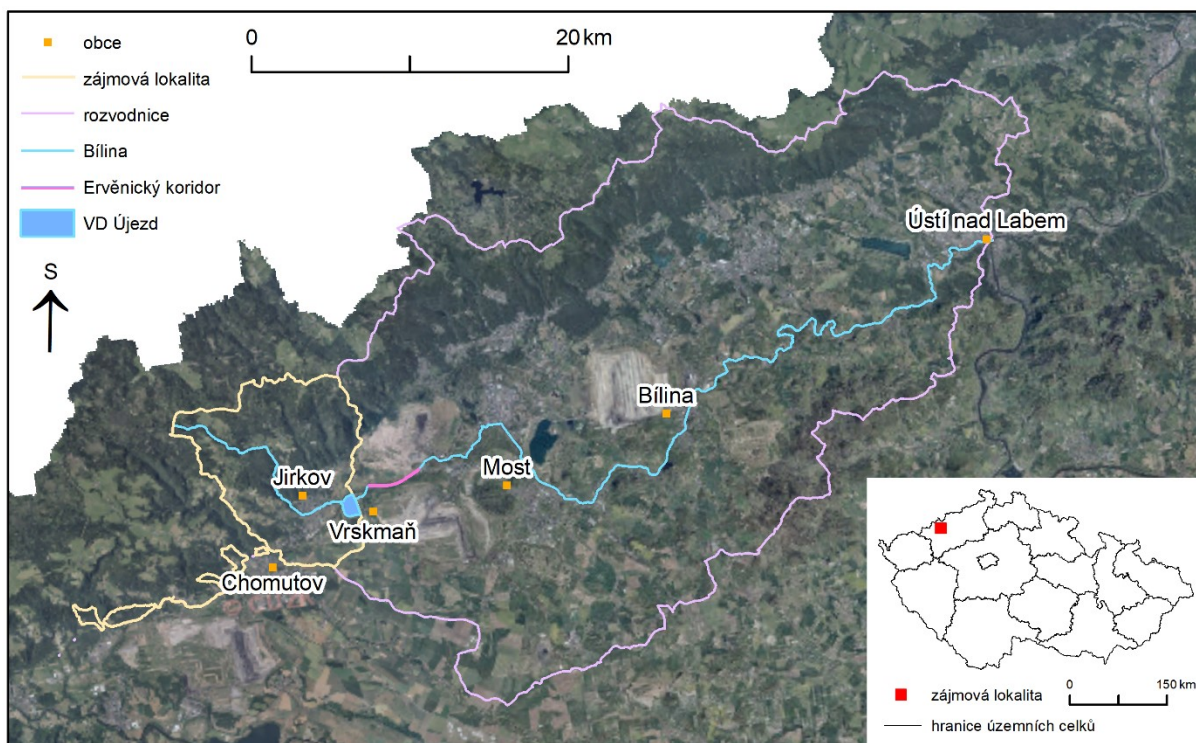 0
20 km
obce
zájmová lokalita
rozvodnice
Bílina
Ervěnický koridor
VD Újezd
S
Ústí nad Labem
Bílina
Most
Jirkov
Vrskmaň
Chomutov
zájmová lokalita
0
150 km
hranice územních celků